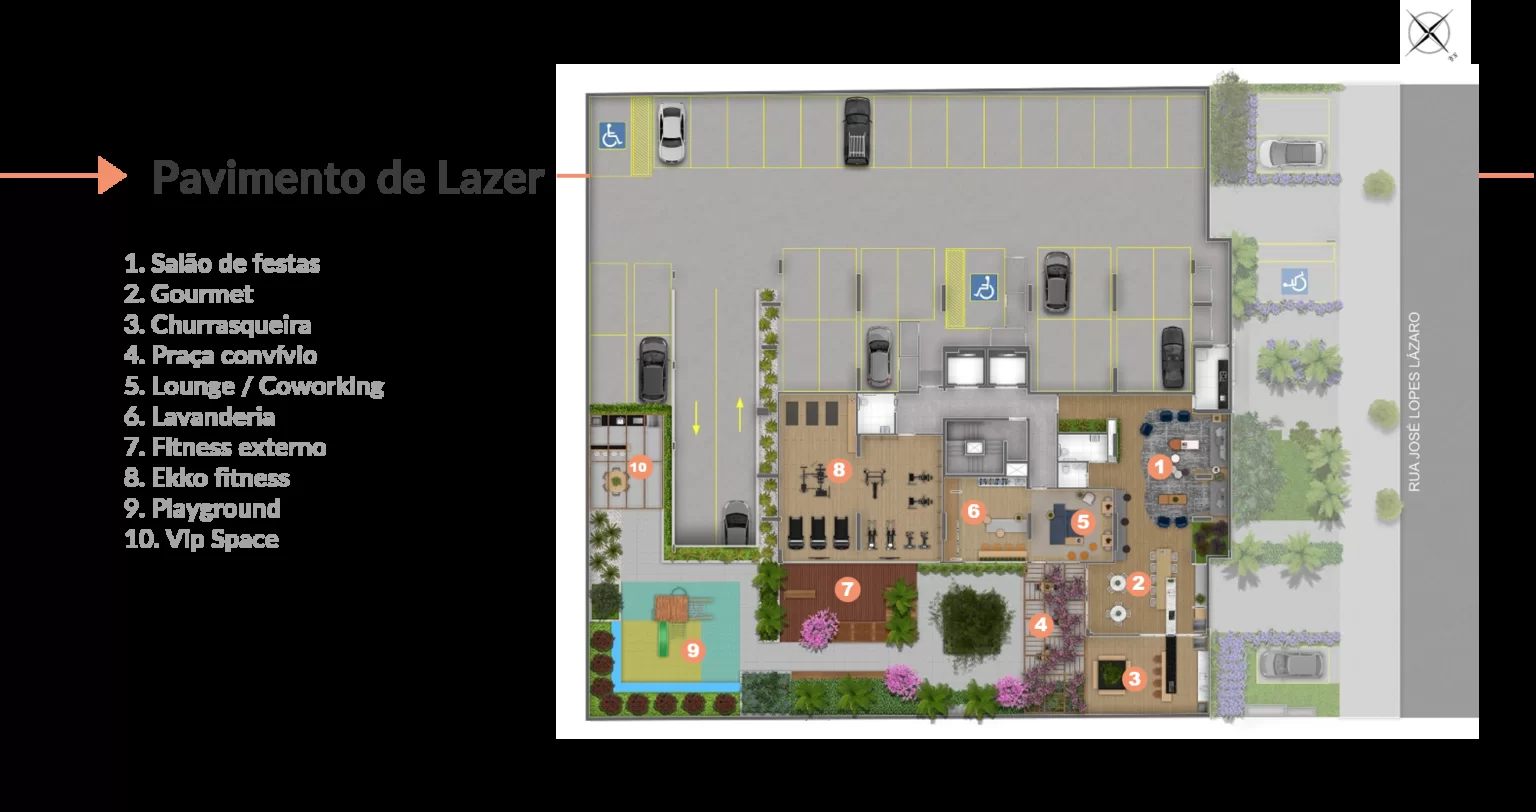 Pavimento de Lazer
1. Salão de festas
2. Gourmet
3. Churrasqueira
4. Praça convívio
5. Lounge / Coworking
6. Lavanderia
7. Fitness externo
8. Ekko fitness
9. Playground
10. Vip Space
10
8
1
6
5
7
2
4
9
3
RUA JOSÉ LOPES LÁZARO